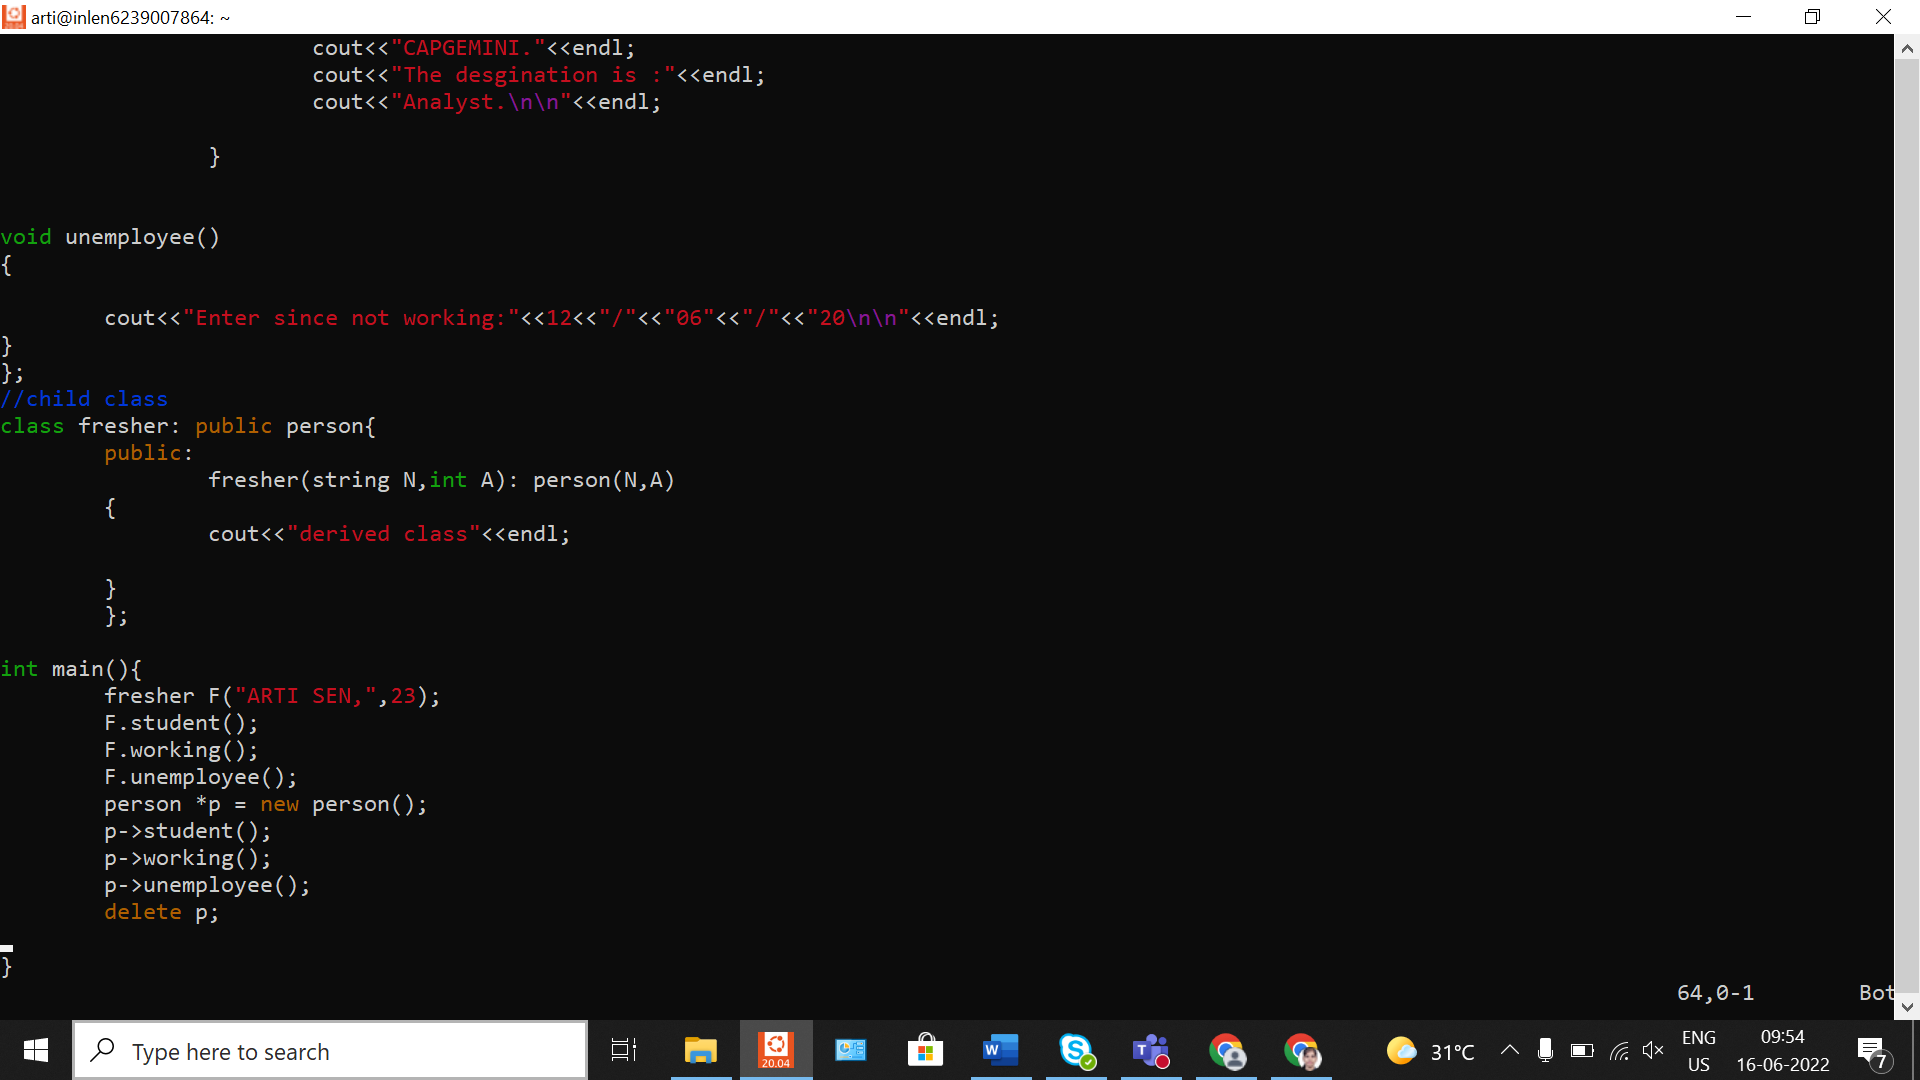 arti@inlen6239007864: ~
cout<<"CAPGEMINI."<<endl;
cout<<"The desgination is :"<<endl;
cout<<"Analyst.\n\n"<<endl;
}
void unemployee()
{
cout<<"Enter since not working:"<<12<<"/"<<"06"<<"/"<<"20\n\n"<<endl;
}
};
//child class
class fresher: public person{
public:
fresher(string N,int A): person(N,A)
{
cout<<"derived class"<<endl;
}
};
int main(){
fresher F("ARTI SEN,",23);
F.student();
F.working();
F.unemployee();
person *p = new person();
p->student();
p->working();
p->unemployee();
delete p;
}
64,0-1 Bot
Type here to search
20.04
31°C
ENG
US
09:54
16-06-2022
7